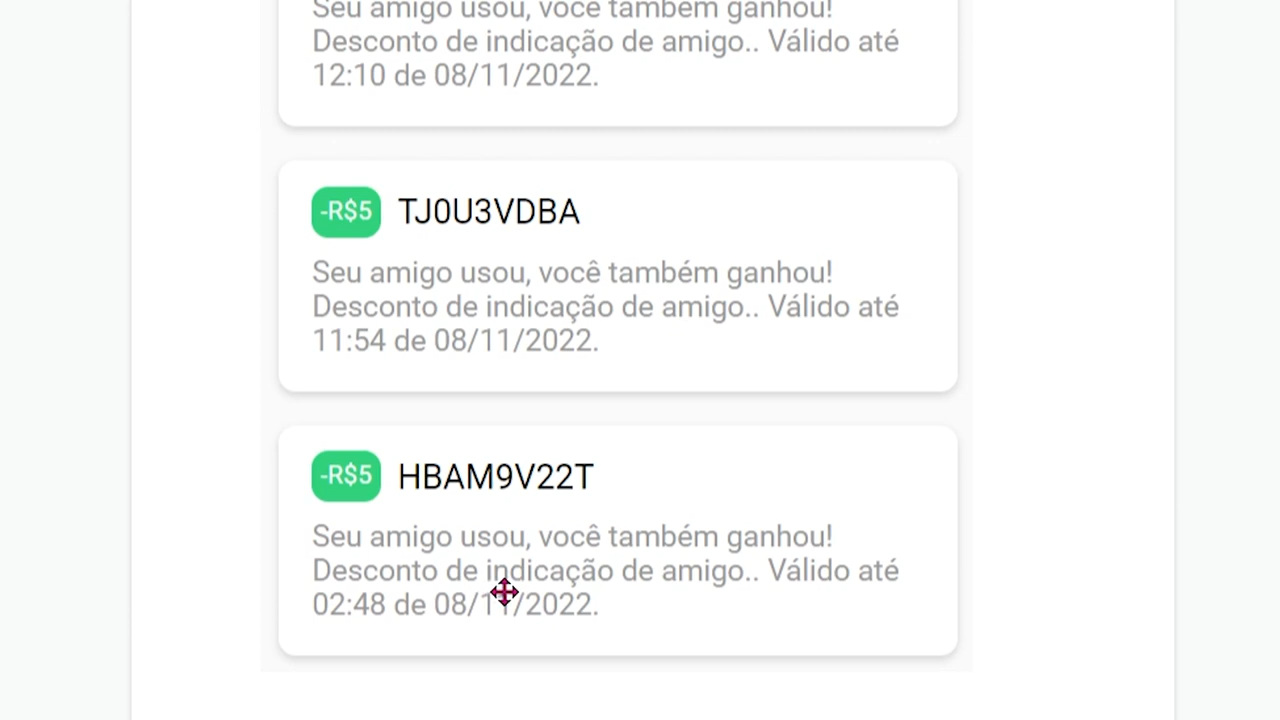 Seu amigo usou, você também ganhou!
Desconto de indicação de amigo.. Válido até
12:10 de 08/11/2022.
-R$5 TJ0U3VDBA
Seu amigo usou, você também ganhou!
Desconto de indicação de amigo.. Válido até
11:54 de 08/11/2022.
-R$5 HBAM9V22T
Seu amigo usou, você também ganhou!
Desconto de indicação de amigo.. Válido até
02:48 de 08/11/2022.